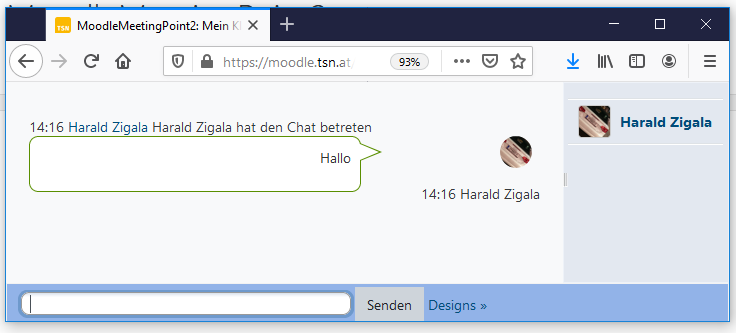 TSN MoodleMeetingPoint2: Mein K
https://moodle.tsn.at
93%
14:16 Harald Zigala Harald Zigala hat den Chat betreten
Hallo
14:16 Harald Zigala
Harald Zigala
Senden
Designs »